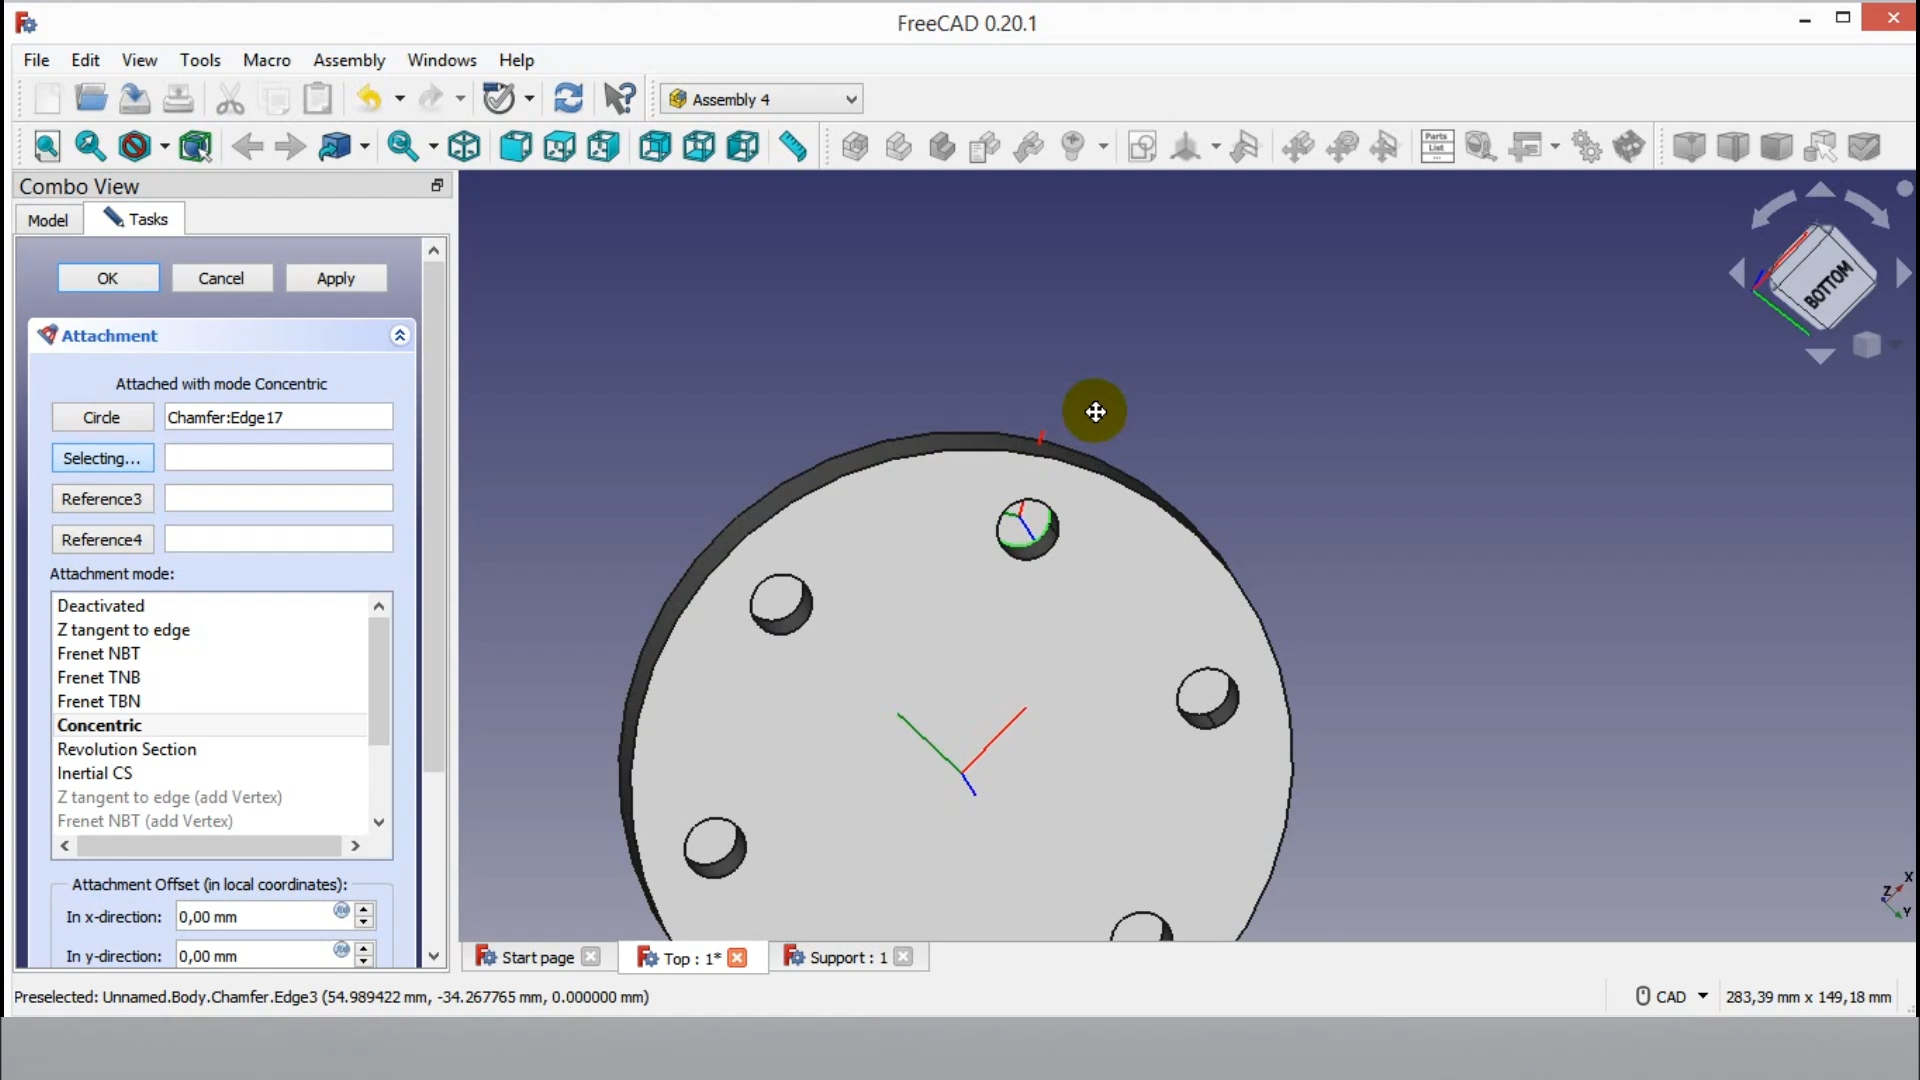 FreeCAD 0.20.1
File Edit View Tools Macro Assembly Windows Help
Assembly 4
Parts
List
Combo View
Model Tasks
OK Cancel Apply
Attachment
Attached with mode Concentric
Circle Chamfer:Edge17
Selecting...
Reference3
Reference4
Attachment mode:
Deactivated
Z tangent to edge
Frenet NBT
Frenet TNB
Frenet TBN
Concentric
Revolution Section
Inertial CS
Z tangent to edge (add Vertex)
Frenet NBT (add Vertex)
Attachment Offset (in local coordinates):
In x-direction: 0,00 mm
In y-direction: 0,00 mm
BOTTOM
X
Z
Y
Start page Top : 1* Support : 1
Preselected: Unnamed.Body.Chamfer.Edge3 (54.989422 mm, -34.267765 mm, 0.000000 mm)
CAD 283,39 mm x 149,18 mm